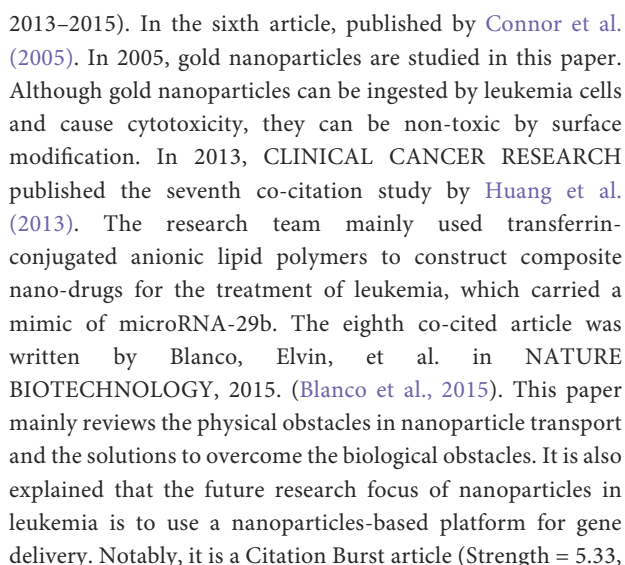 2013–2015). In the sixth article, published by Connor et al.
(2005). In 2005, gold nanoparticles are studied in this paper.
Although gold nanoparticles can be ingested by leukemia cells
and cause cytotoxicity, they can be non-toxic by surface
modification. In 2013, CLINICAL CANCER RESEARCH
published the seventh co-citation study by Huang et al.
(2013). The research team mainly used transferrin-
conjugated anionic lipid polymers to construct composite
nano-drugs for the treatment of leukemia, which carried a
mimic of microRNA-29b. The eighth co-cited article was
written by Blanco, Elvin, et al. in NATURE
BIOTECHNOLOGY, 2015. (Blanco et al., 2015). This paper
mainly reviews the physical obstacles in nanoparticle transport
and the solutions to overcome the biological obstacles. It is also
explained that the future research focus of nanoparticles in
leukemia is to use a nanoparticles-based platform for gene
delivery. Notably, it is a Citation Burst article (Strength = 5.33,